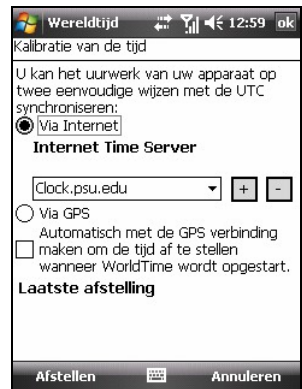 Wereldtijd 12:59 ok
Kalibratie van de tijd
U kan het uurwerk van uw apparaat op
twee eenvoudige wijzen met de UTC
synchroniseren:
Via Internet
Internet Time Server
Clock.psu.edu + -
Via GPS
Automatisch met de GPS verbinding
maken om de tijd af te stellen
wanneer WorldTime wordt opgestart.
Laatste afstelling
Afstellen Annuleren